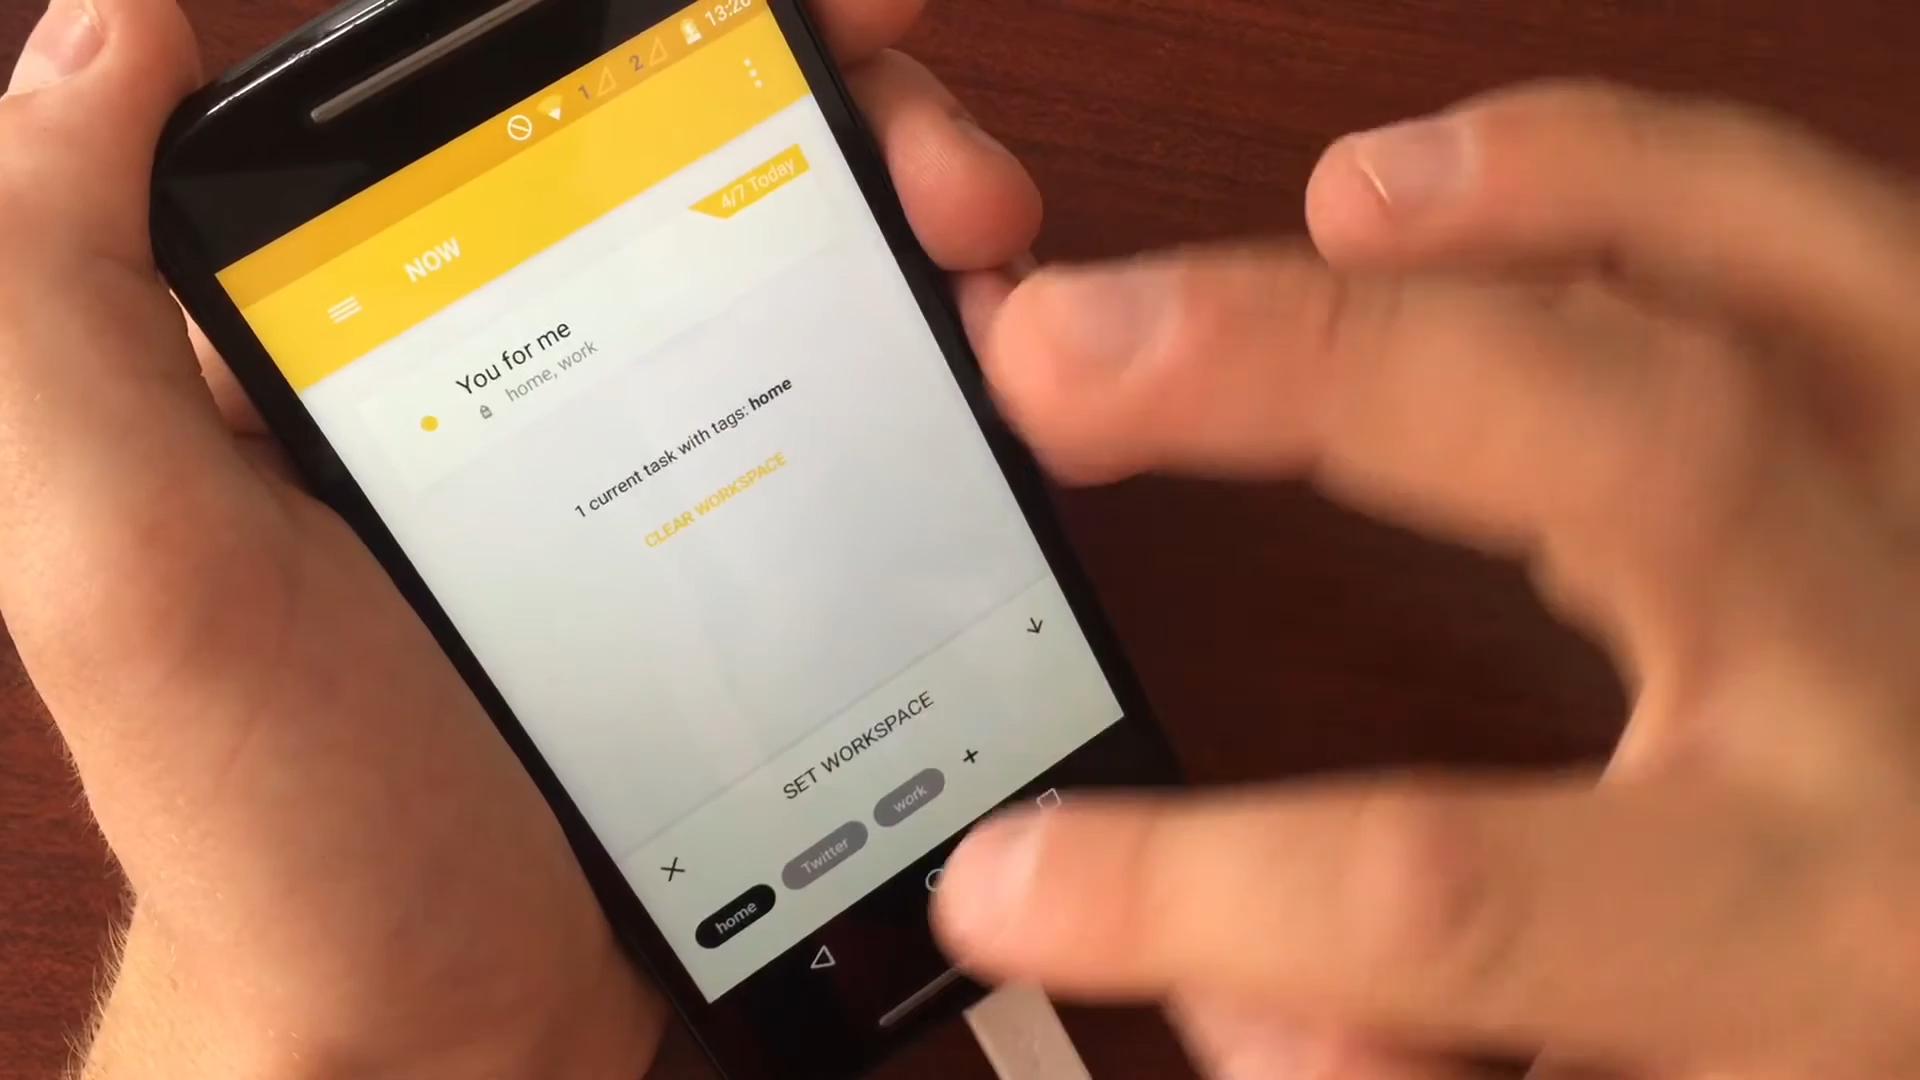 1 2 13:20
NOW
4/7 Today
You for me
home, work
1 current task with tags: home
CLEAR WORKSPACE
SET WORKSPACE
home Twitter work +